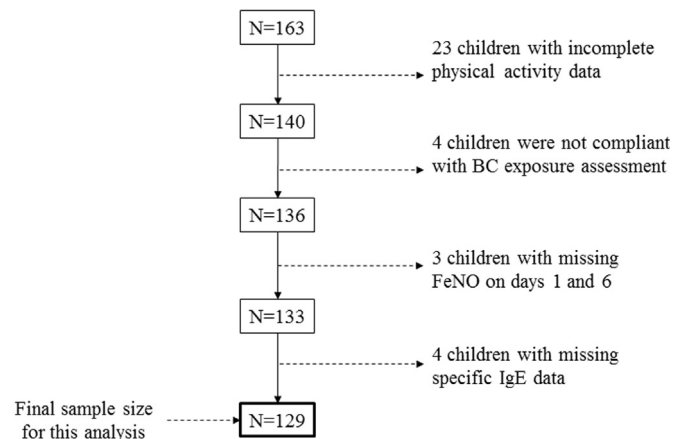 N=163
23 children with incomplete
physical activity data
N=140
4 children were not compliant
with BC exposure assessment
N=136
3 children with missing
FeNO on days 1 and 6
N=133
4 children with missing
specific IgE data
Final sample size
for this analysis
N=129